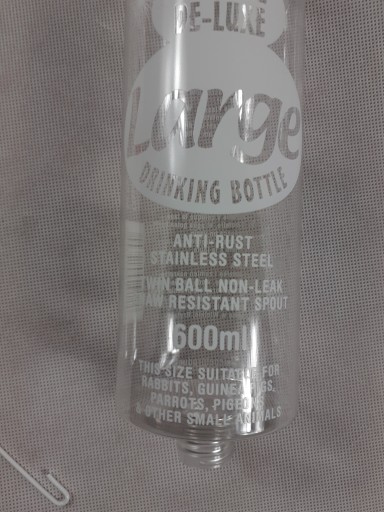 DE-LUXE
Large
DRINKING BOTTLE
ANTI-RUST
STAINLESS STEEL
TWIN BALL NON-LEAK
GNAW RESISTANT SPOUT
600ml
THIS SIZE SUITABLE FOR
RABBITS, GUINEA PIGS,
PARROTS, PIGEONS
& OTHER SMALL ANIMALS